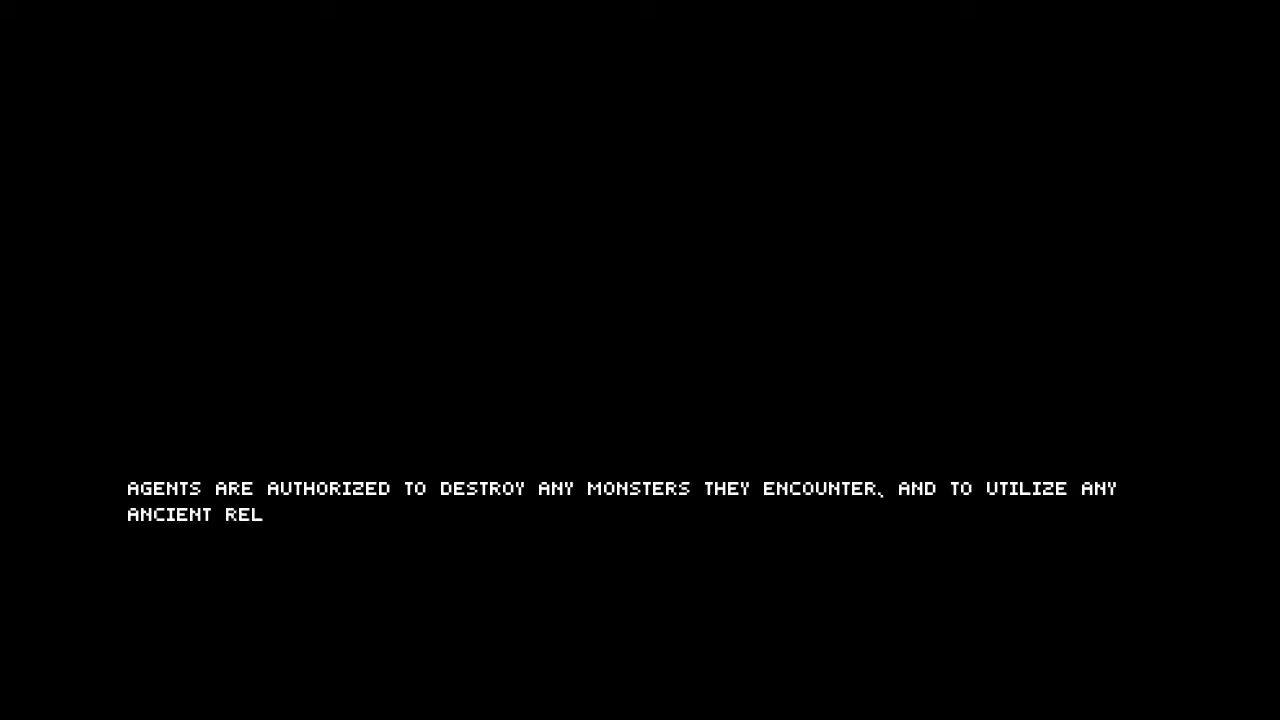 AGENTS ARE AUTHORIZED TO DESTROY ANY MONSTERS THEY ENCOUNTER, AND TO UTILIZE ANY
ANCIENT REL